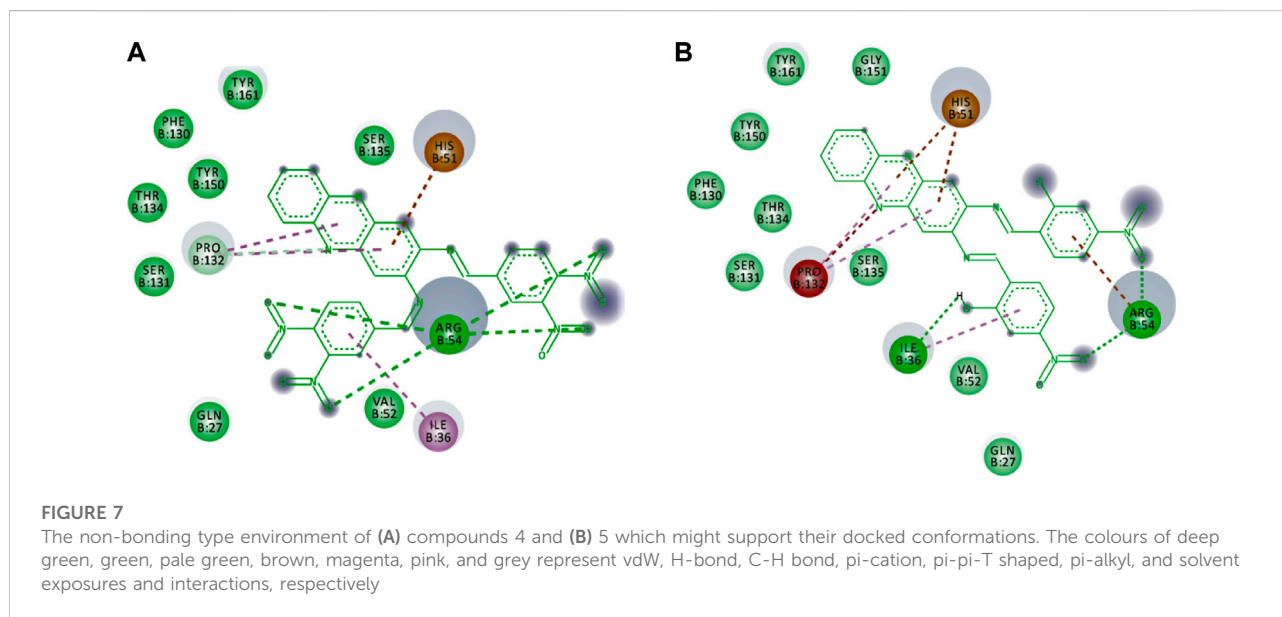 A
B
TYR
B:161
PHE
B:130
TYR
B:150
THR
B:134
PRO
B:132
SER
B:131
SER
B:135
HIS
B:51
ARG
B:54
VAL
B:52
ILE
B:36
GLN
B:27
N
N
N
N
N
N
N
O
TYR
B:161
GLY
B:151
HIS
B:51
TYR
B:150
PHE
B:130
THR
B:134
SER
B:131
PRO
B:132
SER
B:135
ARG
B:54
ILE
B:36
VAL
B:52
GLN
B:27
H
N
N
O
FIGURE 7
The non-bonding type environment of (A) compounds 4 and (B) 5 which might support their docked conformations. The colours of deep
green, green, pale green, brown, magenta, pink, and grey represent vdW, H-bond, C-H bond, pi-cation, pi-pi-T shaped, pi-alkyl, and solvent
exposures and interactions, respectively